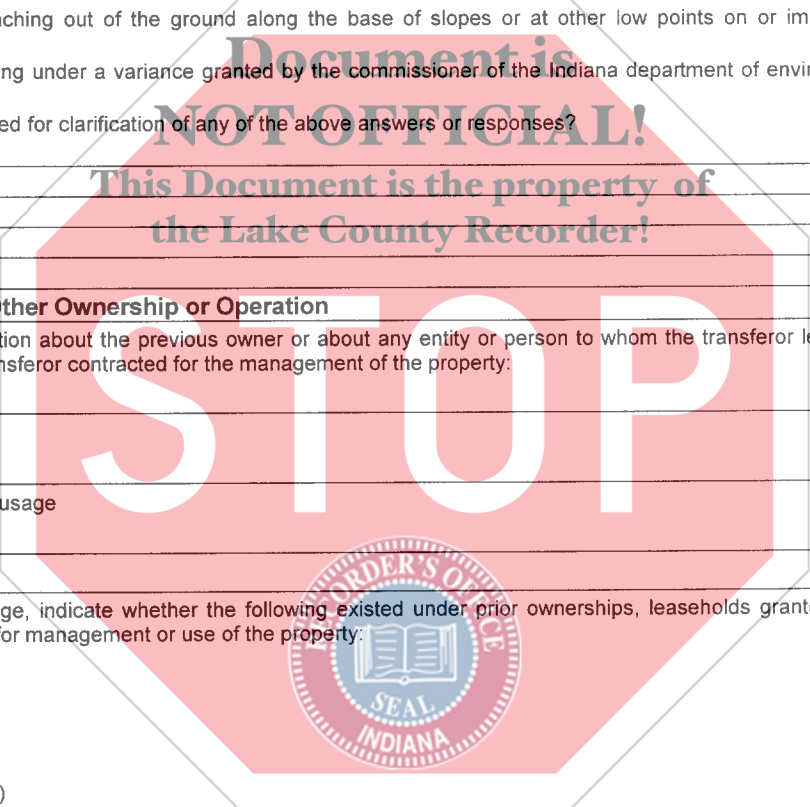 ching out of the ground along the base of slopes or at other low points on or im
Document is
ng under a variance granted by the commissioner of the Indiana department of envir
NOT OFFICIAL!
ed for clarification of any of the above answers or responses?
This Document is the property of
the Lake County Recorder!
ther Ownership or Operation
tion about the previous owner or about any entity or person to whom the transferor le
nsferor contracted for the management of the property:
STOP
usage
RECORDER'S OFFICE
ge, indicate whether the following existed under prior ownerships, leaseholds grant
for management or use of the property:
SEAL
INDIANA
)